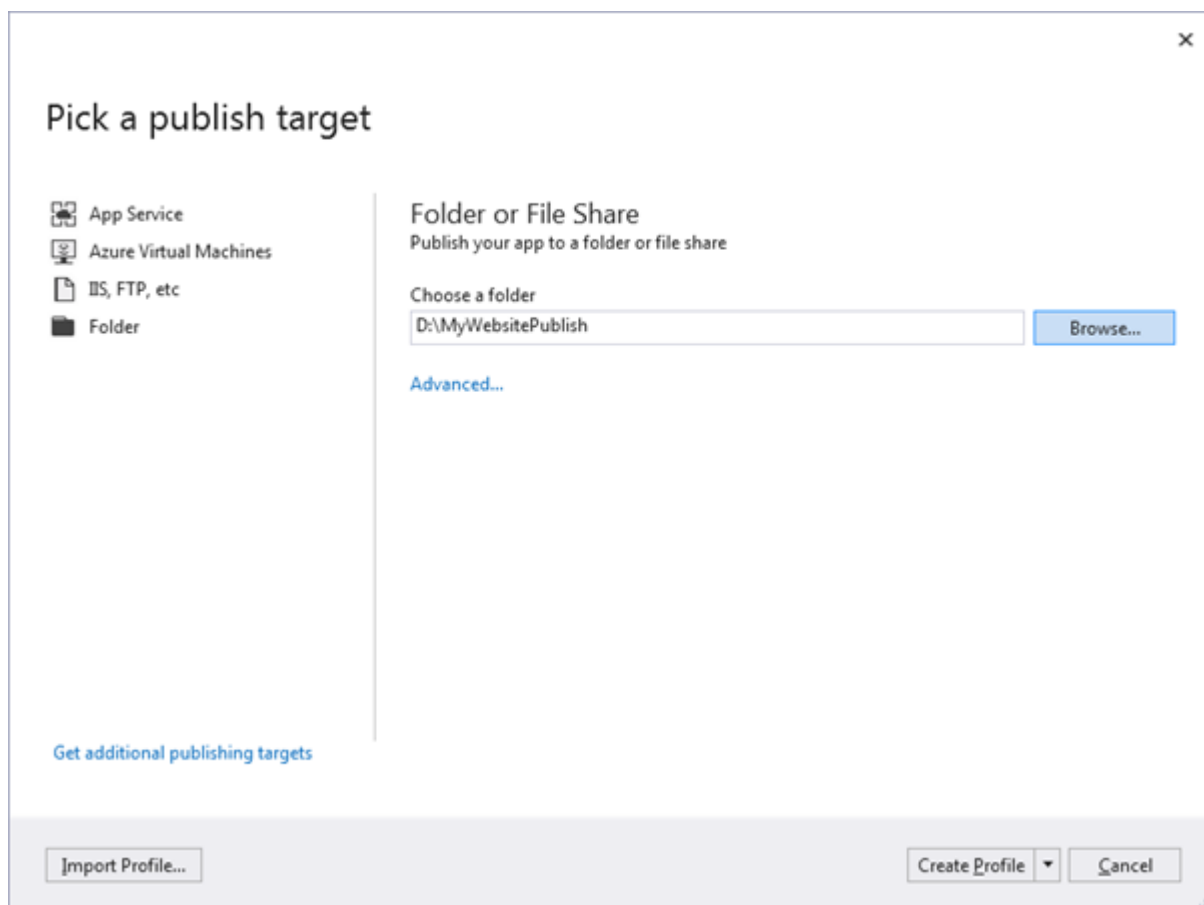 Pick a publish target
App Service
Azure Virtual Machines
IIS, FTP, etc
Folder
Get additional publishing targets
Folder or File Share
Publish your app to a folder or file share
Choose a folder
D:\MyWebsitePublish
Browse...
Advanced...
Import Profile...
Create Profile
Cancel